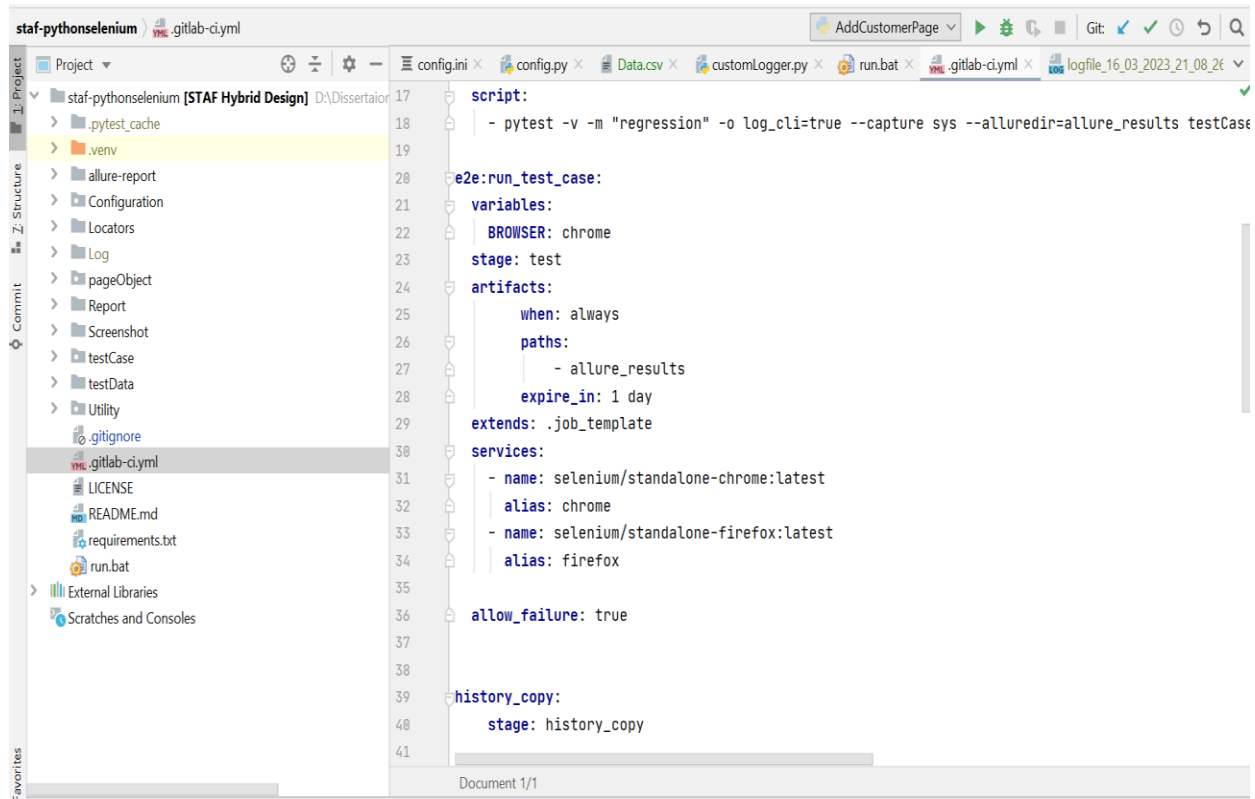 staf-pythonselenium .gitlab-ci.yml AddCustomerPage Git:
1: Project
Z: Structure
Commit
Favorites
Project
staf-pythonselenium [STAF Hybrid Design] D:\Dissertaior
.pytest_cache
.venv
allure-report
Configuration
Locators
Log
pageObject
Report
Screenshot
testCase
testData
Utility
.gitignore
.gitlab-ci.yml
LICENSE
README.md
requirements.txt
run.bat
External Libraries
Scratches and Consoles
config.ini config.py Data.csv customLogger.py run.bat .gitlab-ci.yml logfile_16_03_2023_21_08_26
17 script:
18 - pytest -v -m "regression" -o log_cli=true --capture sys --alluredir=allure_results testCase
19
20 e2e:run_test_case:
21 variables:
22 BROWSER: chrome
23 stage: test
24 artifacts:
25 when: always
26 paths:
27 - allure_results
28 expire_in: 1 day
29 extends: .job_template
30 services:
31 - name: selenium/standalone-chrome:latest
32 alias: chrome
33 - name: selenium/standalone-firefox:latest
34 alias: firefox
35
36 allow_failure: true
37
38
39 history_copy:
40 stage: history_copy
41
Document 1/1